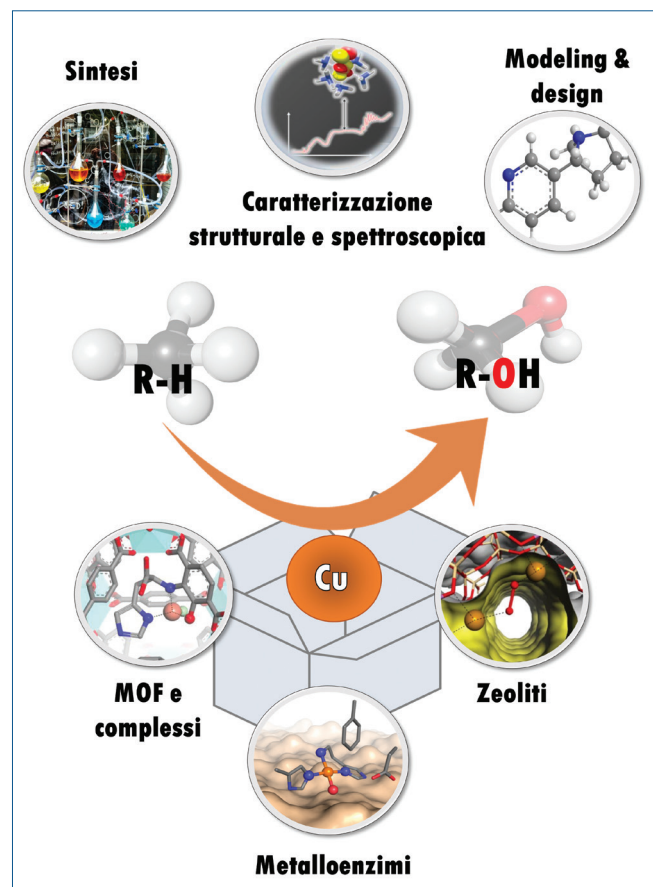 Sintesi
Modeling &
design
Caratterizzazione
strutturale e spettroscopica
R-H
R-OH
Cu
MOF e
complessi
Zeoliti
Metalloenzimi